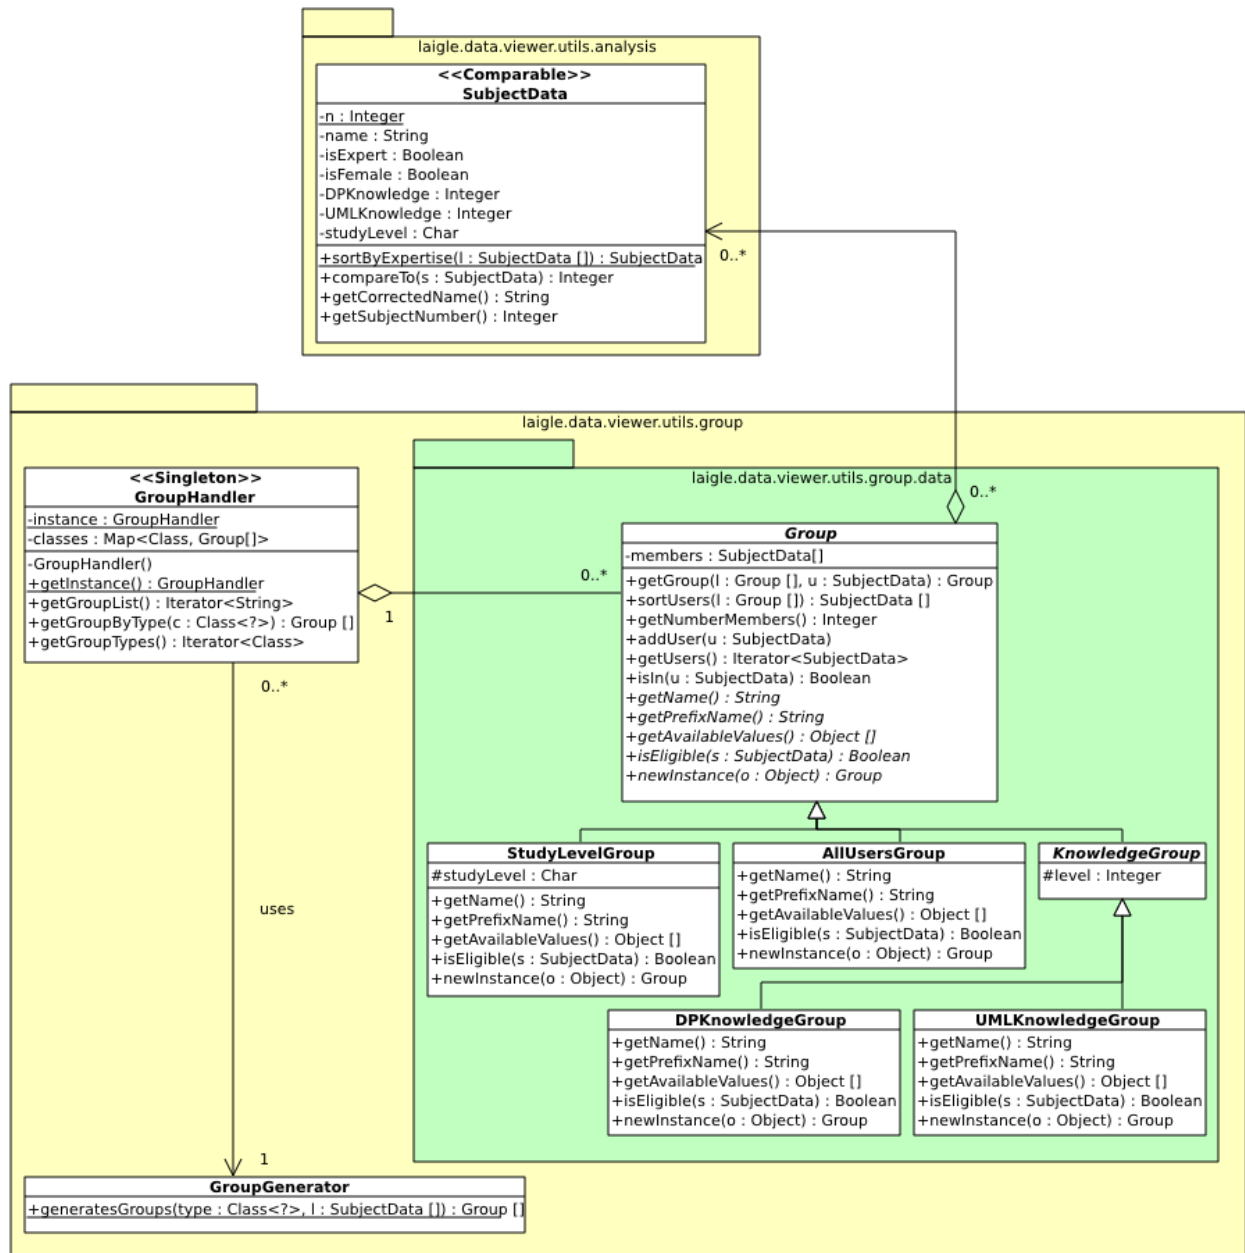 laigle.data.viewer.utils.analysis
<<Comparable>>
SubjectData
-n : Integer
-name : String
-isExpert : Boolean
-isFemale : Boolean
-DPKnowledge : Integer
-UMLKnowledge : Integer
-studyLevel : Char
+sortByExpertise(l : SubjectData []) : SubjectData
+compareTo(s : SubjectData) : Integer
+getCorrectedName() : String
+getSubjectNumber() : Integer
0..*
laigle.data.viewer.utils.group
<<Singleton>>
GroupHandler
-instance : GroupHandler
-classes : Map<Class, Group[]>
-GroupHandler()
+getInstance() : GroupHandler
+getGroupList() : Iterator<String>
+getGroupByType(c : Class<?>) : Group []
+getGroupTypes() : Iterator<Class>
0..*
1
0..*
laigle.data.viewer.utils.group.data
0..*
Group
-members : SubjectData[]
+getGroup(l : Group [], u : SubjectData) : Group
+sortUsers(l : Group []) : SubjectData []
+getNumberMembers() : Integer
+addUser(u : SubjectData)
+getUsers() : Iterator<SubjectData>
+isIn(u : SubjectData) : Boolean
+getName() : String
+getPrefixName() : String
+getAvailableValues() : Object []
+isEligible(s : SubjectData) : Boolean
+newInstance(o : Object) : Group
StudyLevelGroup
#studyLevel : Char
+getName() : String
+getPrefixName() : String
+getAvailableValues() : Object []
+isEligible(s : SubjectData) : Boolean
+newInstance(o : Object) : Group
AllUsersGroup
+getName() : String
+getPrefixName() : String
+getAvailableValues() : Object []
+isEligible(s : SubjectData) : Boolean
+newInstance(o : Object) : Group
KnowledgeGroup
#level : Integer
uses
DPKnowledgeGroup
+getName() : String
+getPrefixName() : String
+getAvailableValues() : Object []
+isEligible(s : SubjectData) : Boolean
+newInstance(o : Object) : Group
UMLKnowledgeGroup
+getName() : String
+getPrefixName() : String
+getAvailableValues() : Object []
+isEligible(s : SubjectData) : Boolean
+newInstance(o : Object) : Group
1
GroupGenerator
+generatesGroups(type : Class<?>, l : SubjectData []) : Group []